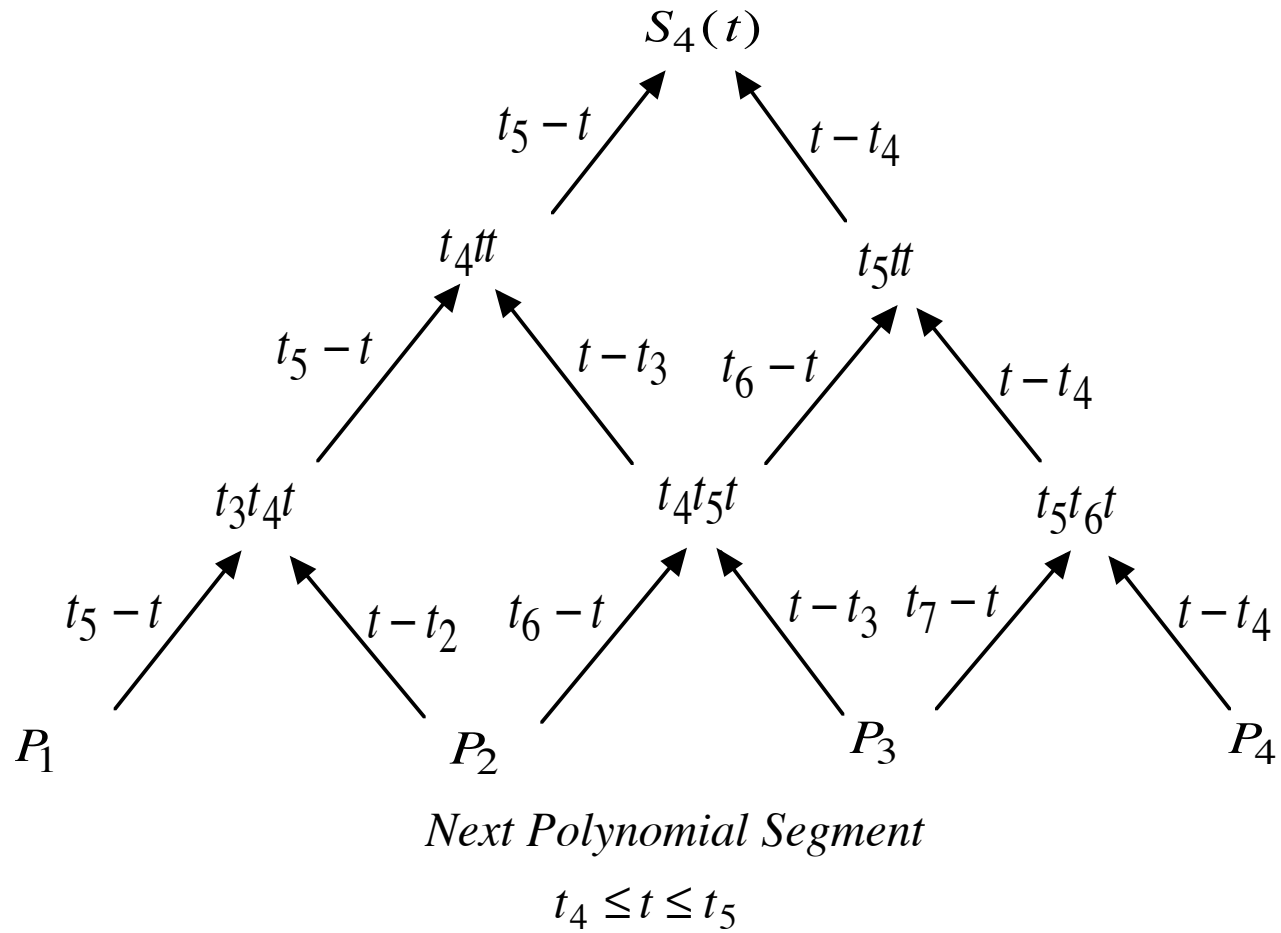 S₄(t)
t₅ − t t − t₄
t₄tt t₅tt
t₅ − t t − t₃ t₆ − t t − t₄
t₃t₄t t₄t₅t t₅t₆t
t₅ − t t − t₂ t₆ − t t − t₃ t₇ − t t − t₄
P₁ P₂ P₃ P₄
Next Polynomial Segment
t₄ ≤ t ≤ t₅